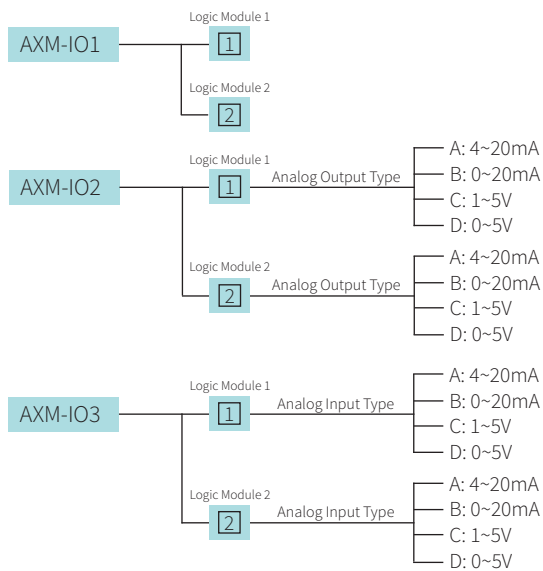 Logic Module 1
AXM-IO1
1
Logic Module 2
2
Logic Module 1
AXM-IO2
1
Analog Output Type
A: 4~20mA
B: 0~20mA
C: 1~5V
D: 0~5V
Logic Module 2
2
Analog Output Type
A: 4~20mA
B: 0~20mA
C: 1~5V
D: 0~5V
Logic Module 1
AXM-IO3
1
Analog Input Type
A: 4~20mA
B: 0~20mA
C: 1~5V
D: 0~5V
Logic Module 2
2
Analog Input Type
A: 4~20mA
B: 0~20mA
C: 1~5V
D: 0~5V